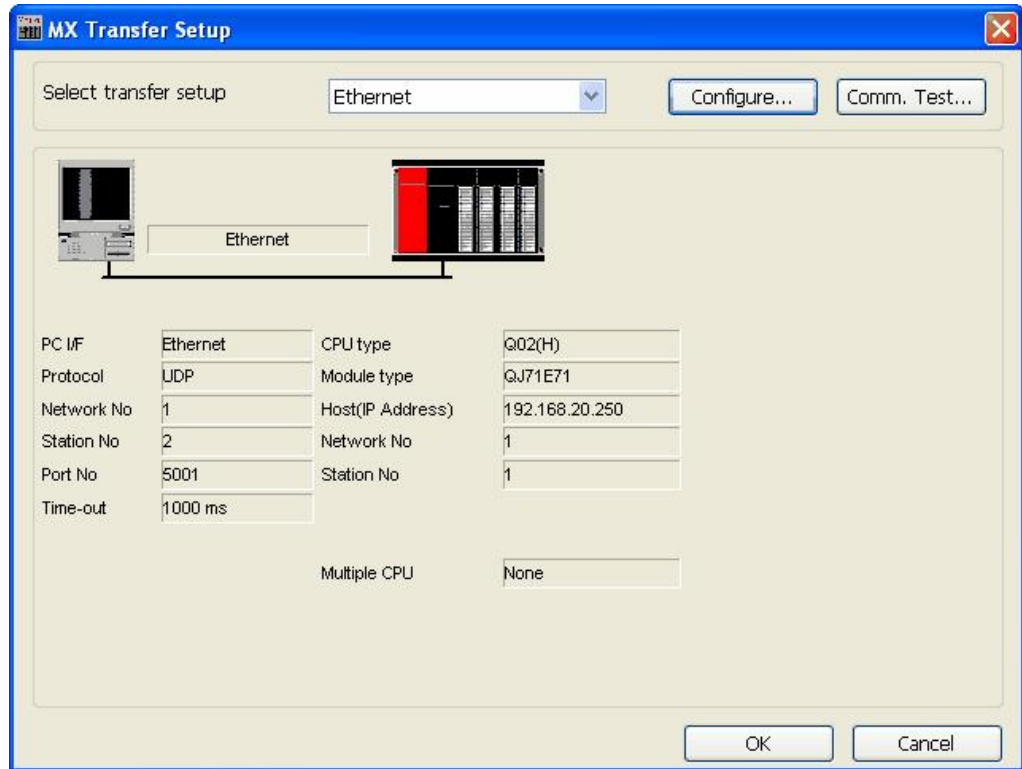 MX Transfer Setup
Select transfer setup Ethernet Configure... Comm. Test...
Ethernet
PC I/F Ethernet CPU type Q02(H)
Protocol UDP Module type QJ71E71
Network No 1 Host(IP Address) 192.168.20.250
Station No 2 Network No 1
Port No 5001 Station No 1
Time-out 1000 ms
Multiple CPU None
OK Cancel